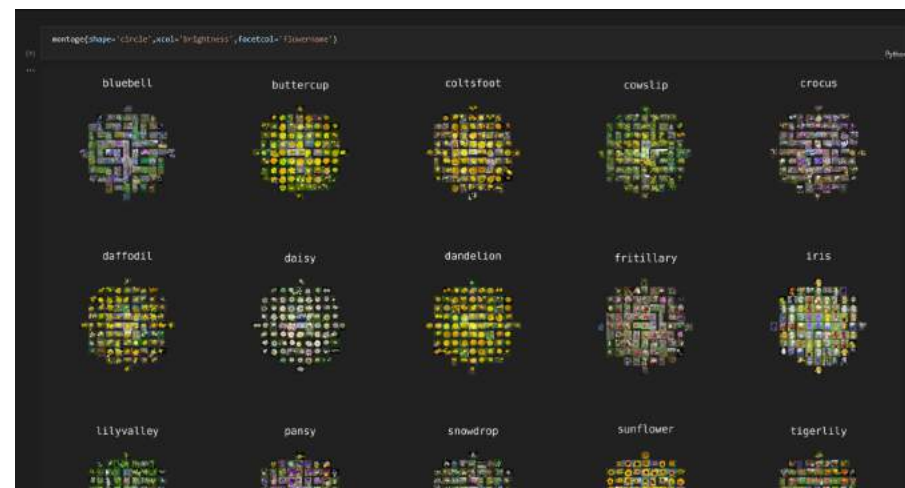 montage(shape='circle',xcol='brightness',facetcol='flowername')
Python
bluebell buttercup coltsfoot cowslip crocus
daffodil daisy dandelion fritillary iris
lilyvalley pansy snowdrop sunflower tigerlily